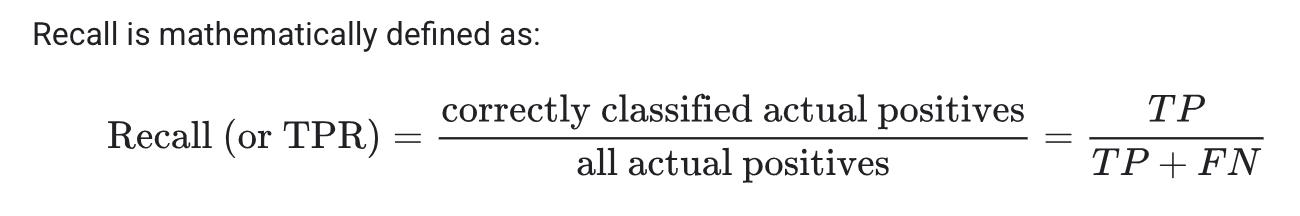 Recall is mathematically defined as:
Recall (or TPR) = correctly classified actual positives / all actual positives = TP / TP + FN